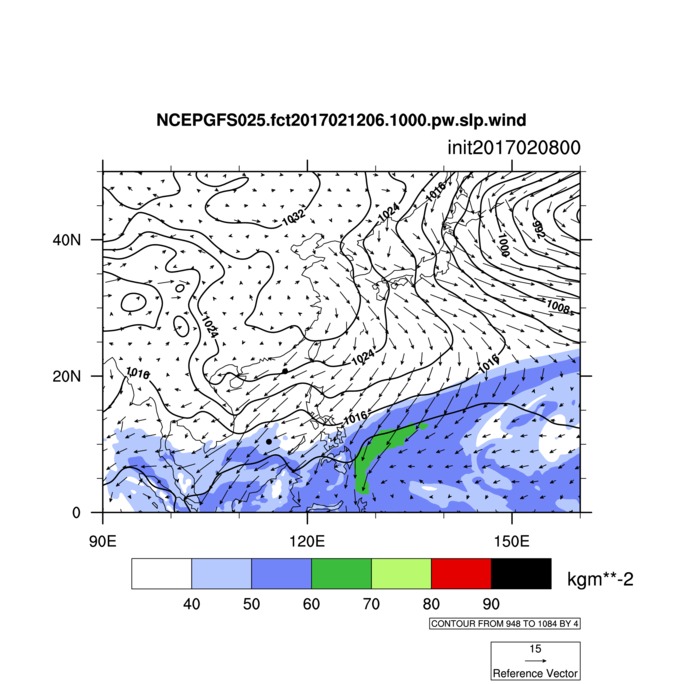 NCEPGFS025.fct2017021206.1000.pw.slp.wind
init2017020800
1016
1024
1032
992
1000
40N
1008
1024
1024
1016
1016
20N
1016
0
90E 120E 150E
kgm**-2
40 50 60 70 80 90
CONTOUR FROM 948 TO 1084 BY 4
15
Reference Vector